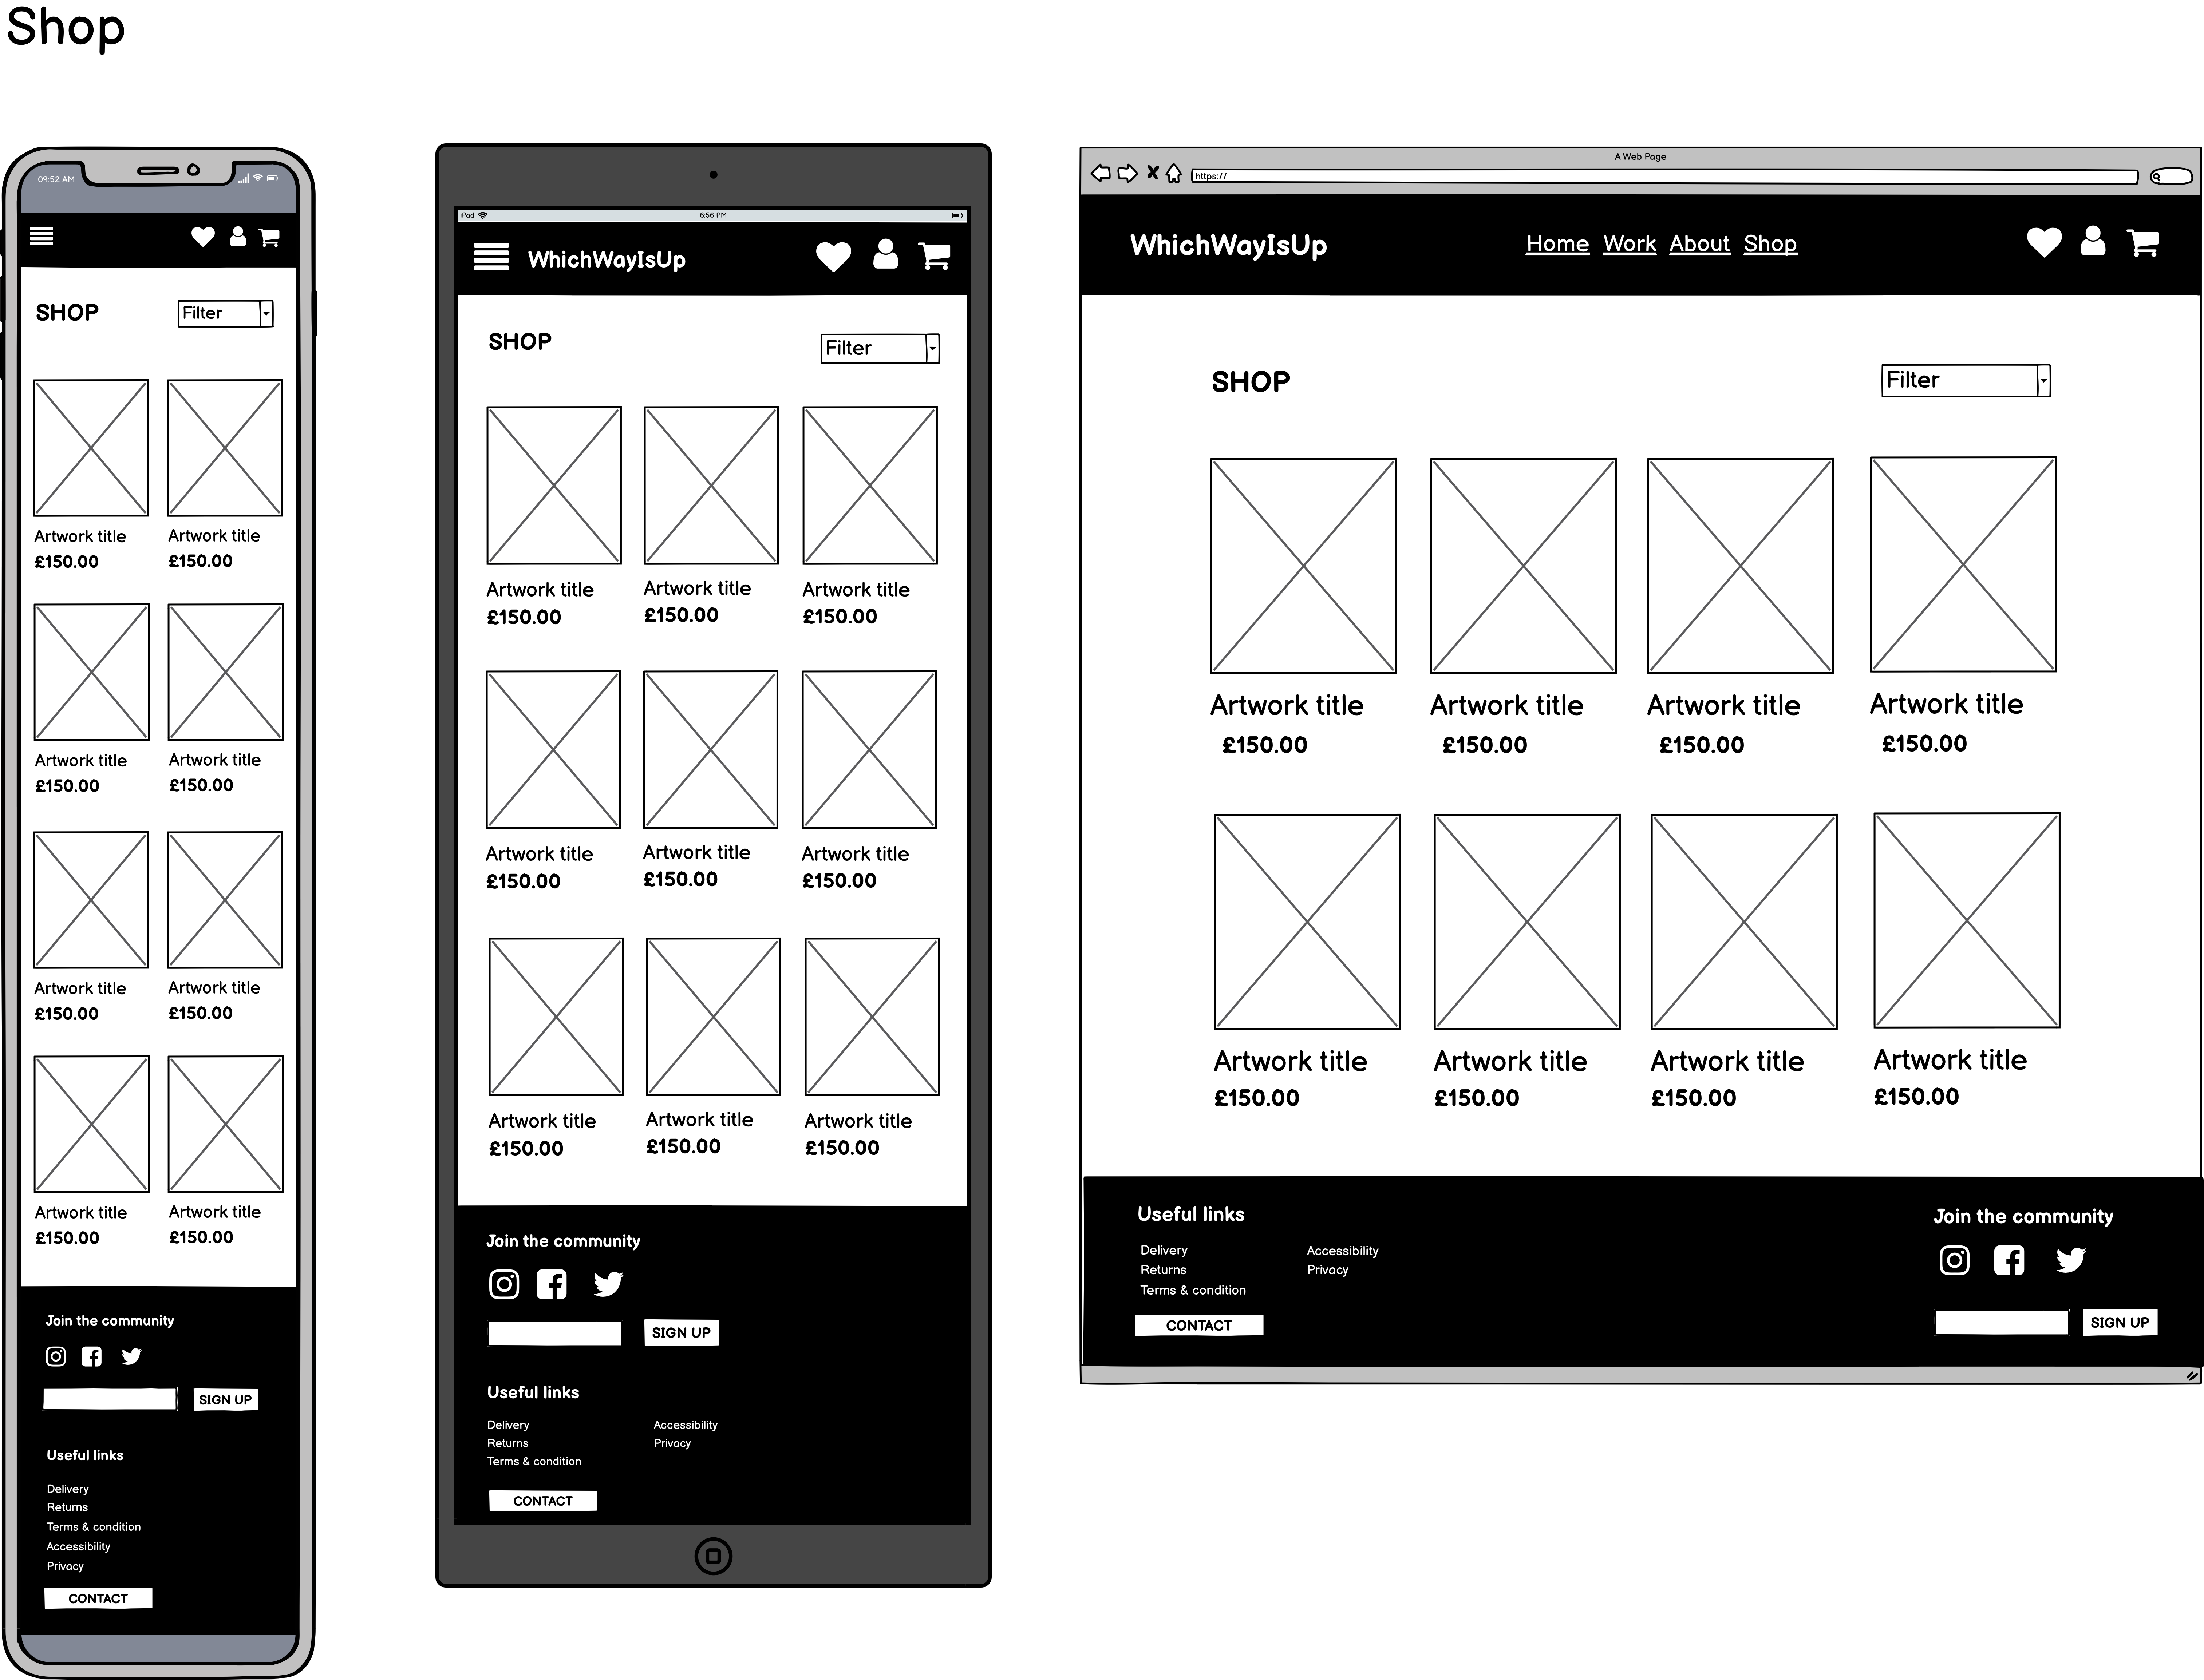 Shop
09:52 AM
SHOP
Filter
Artwork title Artwork title
£150.00 £150.00
Artwork title Artwork title
£150.00 £150.00
Artwork title Artwork title
£150.00 £150.00
Artwork title Artwork title
£150.00 £150.00
Join the community
SIGN UP
Useful links
Delivery
Returns
Terms & condition
Accessibility
Privacy
CONTACT
iPad 6:56 PM
WhichWayIsUp
SHOP
Filter
Artwork title Artwork title Artwork title
£150.00 £150.00 £150.00
Artwork title Artwork title Artwork title
£150.00 £150.00 £150.00
Artwork title Artwork title Artwork title
£150.00 £150.00 £150.00
Join the community
SIGN UP
Useful links
Delivery Accessibility
Returns Privacy
Terms & condition
CONTACT
A Web Page
https://
WhichWayIsUp Home Work About Shop
SHOP
Filter
Artwork title Artwork title Artwork title Artwork title
£150.00 £150.00 £150.00 £150.00
Artwork title Artwork title Artwork title Artwork title
£150.00 £150.00 £150.00 £150.00
Useful links
Delivery Accessibility
Returns Privacy
Terms & condition
CONTACT
Join the community
SIGN UP